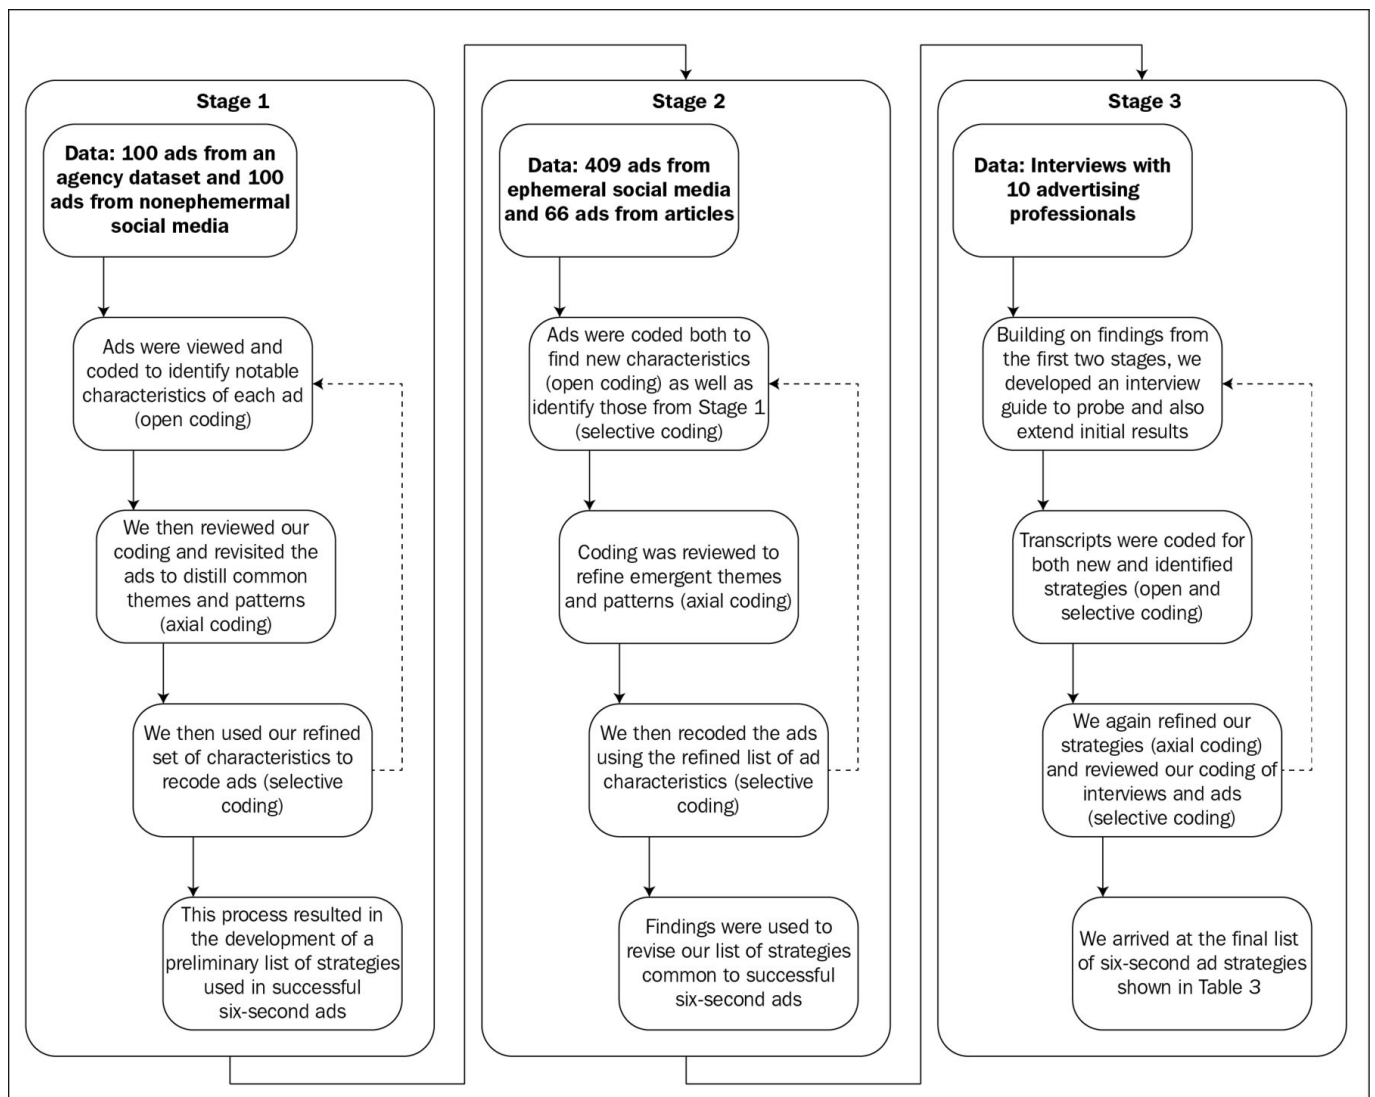 Stage 1
Data: 100 ads from an
agency dataset and 100
ads from nonephemermal
social media
Ads were viewed and
coded to identify notable
characteristics of each ad
(open coding)
We then reviewed our
coding and revisited the
ads to distill common
themes and patterns
(axial coding)
We then used our refined
set of characteristics to
recode ads (selective
coding)
This process resulted in
the development of a
preliminary list of strategies
used in successful
six-second ads
Stage 2
Data: 409 ads from
ephemeral social media
and 66 ads from articles
Ads were coded both to
find new characteristics
(open coding) as well as
identify those from Stage 1
(selective coding)
Coding was reviewed to
refine emergent themes
and patterns (axial coding)
We then recoded the ads
using the refined list of ad
characteristics (selective
coding)
Findings were used to
revise our list of strategies
common to successful
six-second ads
Stage 3
Data: Interviews with
10 advertising
professionals
Building on findings from
the first two stages, we
developed an interview
guide to probe and also
extend initial results
Transcripts were coded for
both new and identified
strategies (open and
selective coding)
We again refined our
strategies (axial coding)
and reviewed our coding of
interviews and ads
(selective coding)
We arrived at the final list
of six-second ad strategies
shown in Table 3